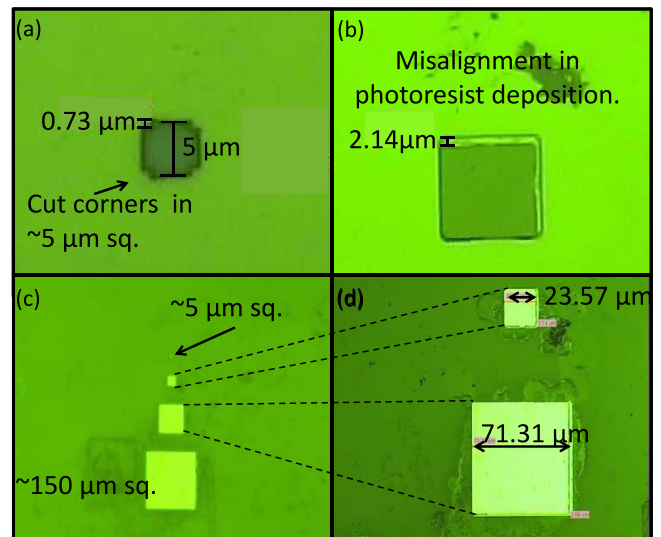 (a)
0.73 µm
5 µm
Cut corners in
~5 µm sq.
(b)
Misalignment in
photoresist deposition.
2.14µm
(c)
~5 µm sq.
~150 µm sq.
(d)
23.57 µm
71.31 µm